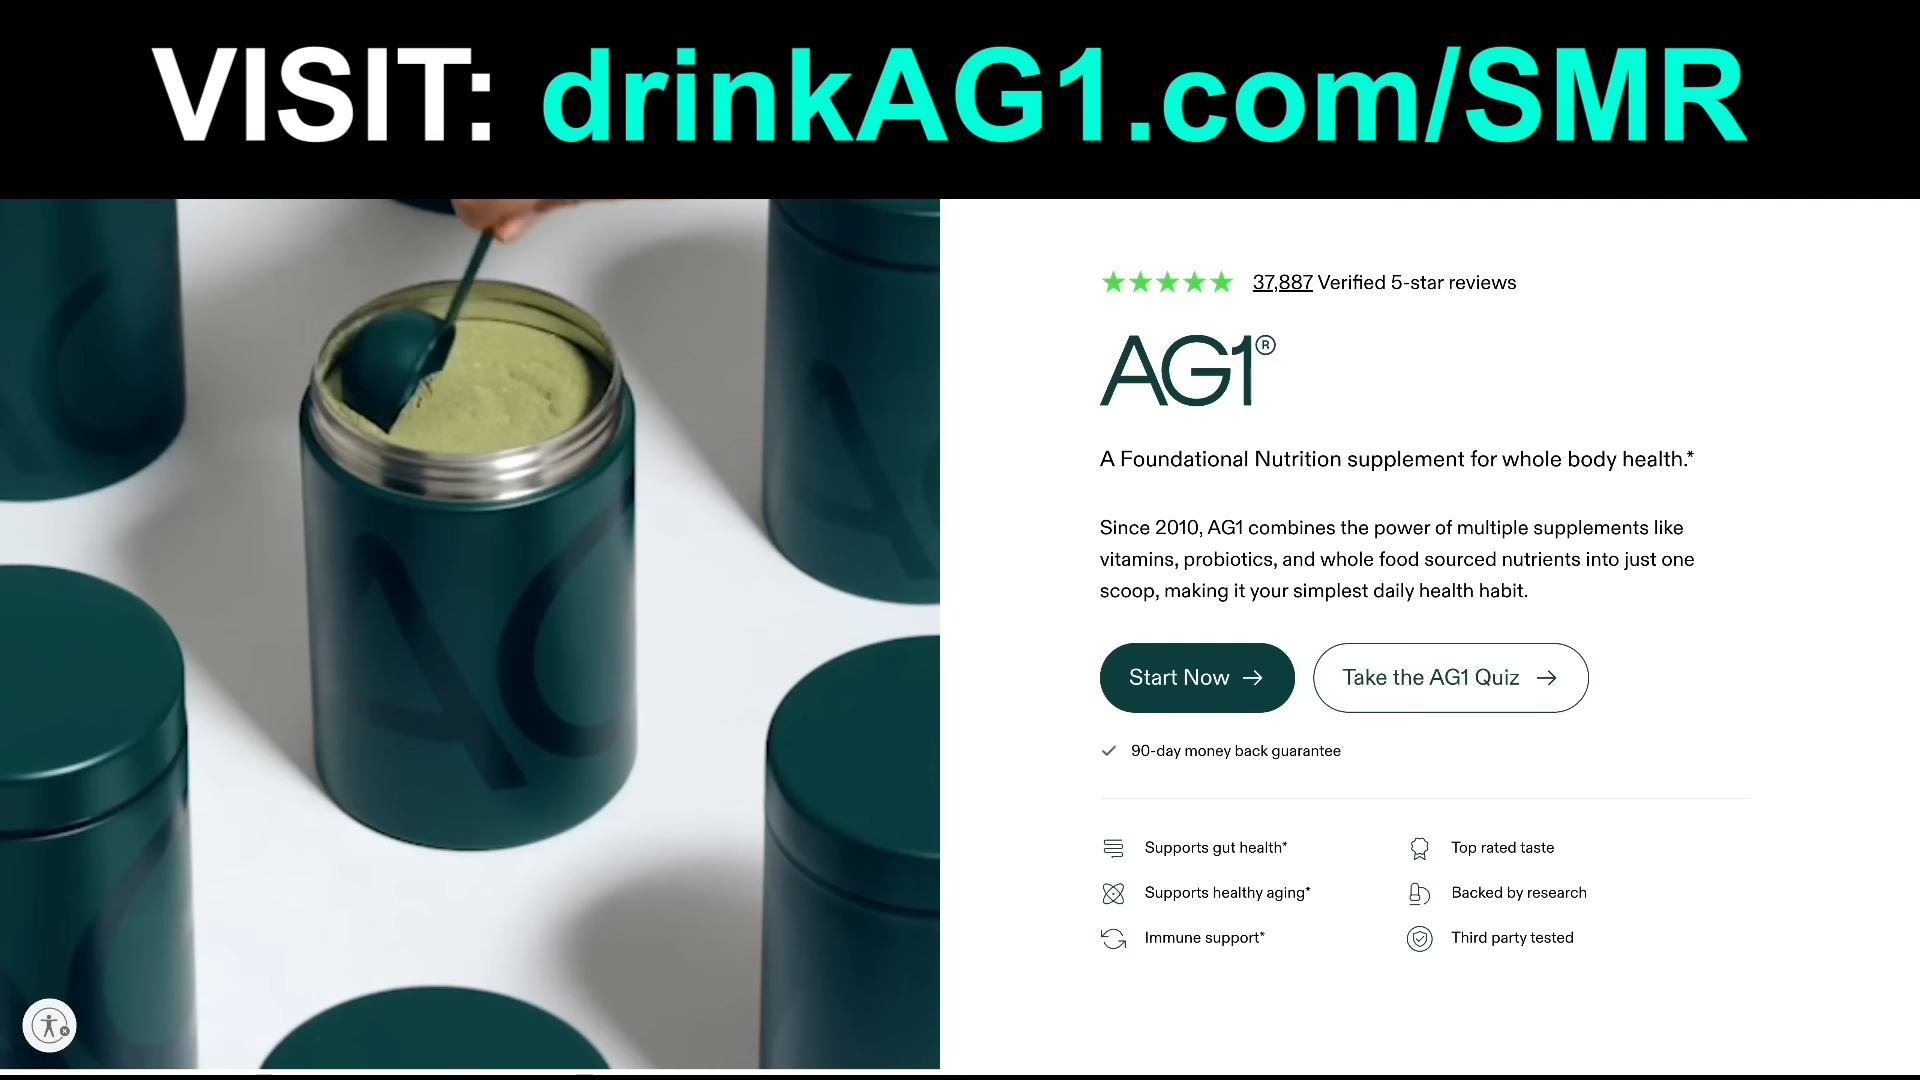 VISIT: drinkAG1.com/SMR
37,887 Verified 5-star reviews
AG1®
A Foundational Nutrition supplement for whole body health.*
Since 2010, AG1 combines the power of multiple supplements like
vitamins, probiotics, and whole food sourced nutrients into just one
scoop, making it your simplest daily health habit.
Start Now → Take the AG1 Quiz →
90-day money back guarantee
Supports gut health* Top rated taste
Supports healthy aging* Backed by research
Immune support* Third party tested
AG